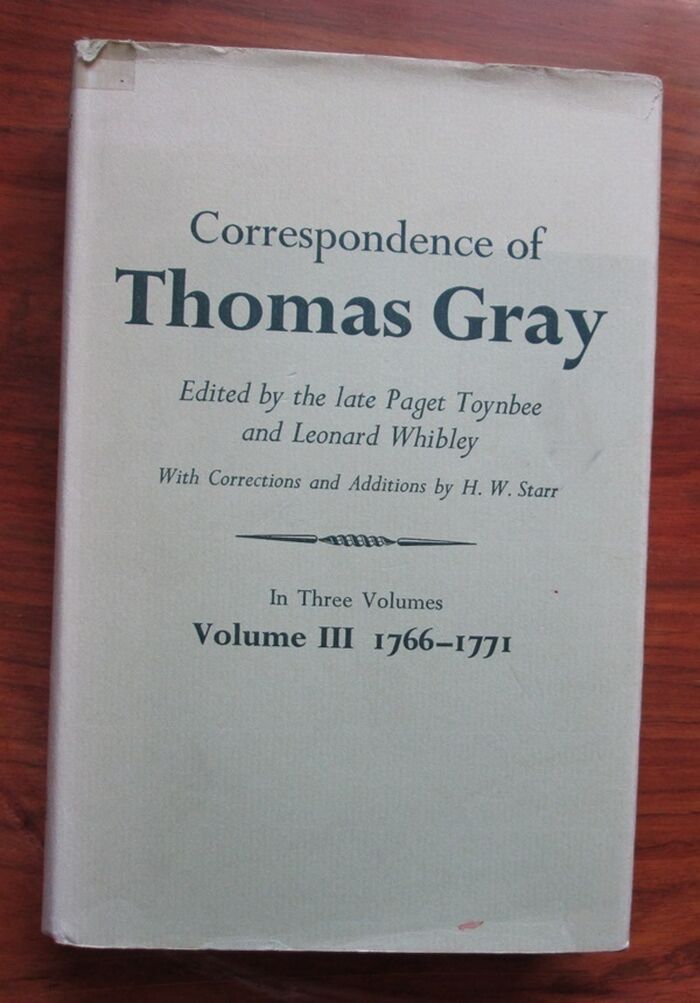 Correspondence of
Thomas Gray
Edited by the late Paget Toynbee
and Leonard Whibley
With Corrections and Additions by H. W. Starr
In Three Volumes
Volume III 1766–1771